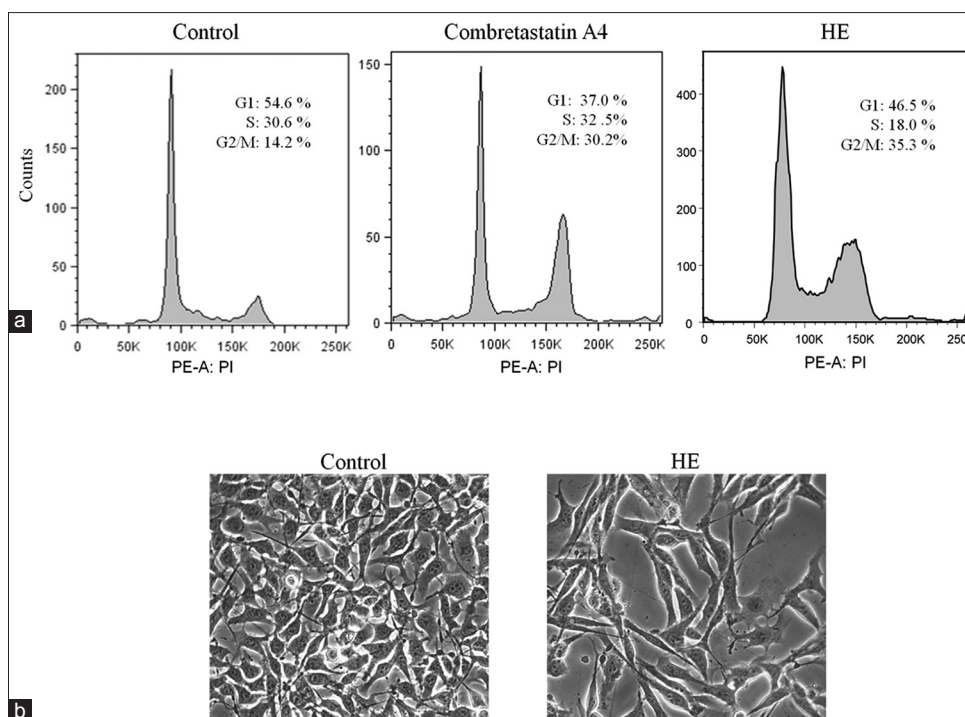 Control
Combretastatin A4
HE
Counts
200
150
100
50
0
G1: 54.6 %
S: 30.6 %
G2/M: 14.2 %
0
50K
100K
150K
200K
250K
PE-A: PI
150
100
50
0
G1: 37.0 %
S: 32 .5%
G2/M: 30.2%
0
50K
100K
150K
200K
250K
PE-A: PI
400
300
200
100
0
G1: 46.5 %
S: 18.0 %
G2/M: 35.3 %
0
50K
100K
150K
200K
250K
PE-A: PI
a
Control
HE
b